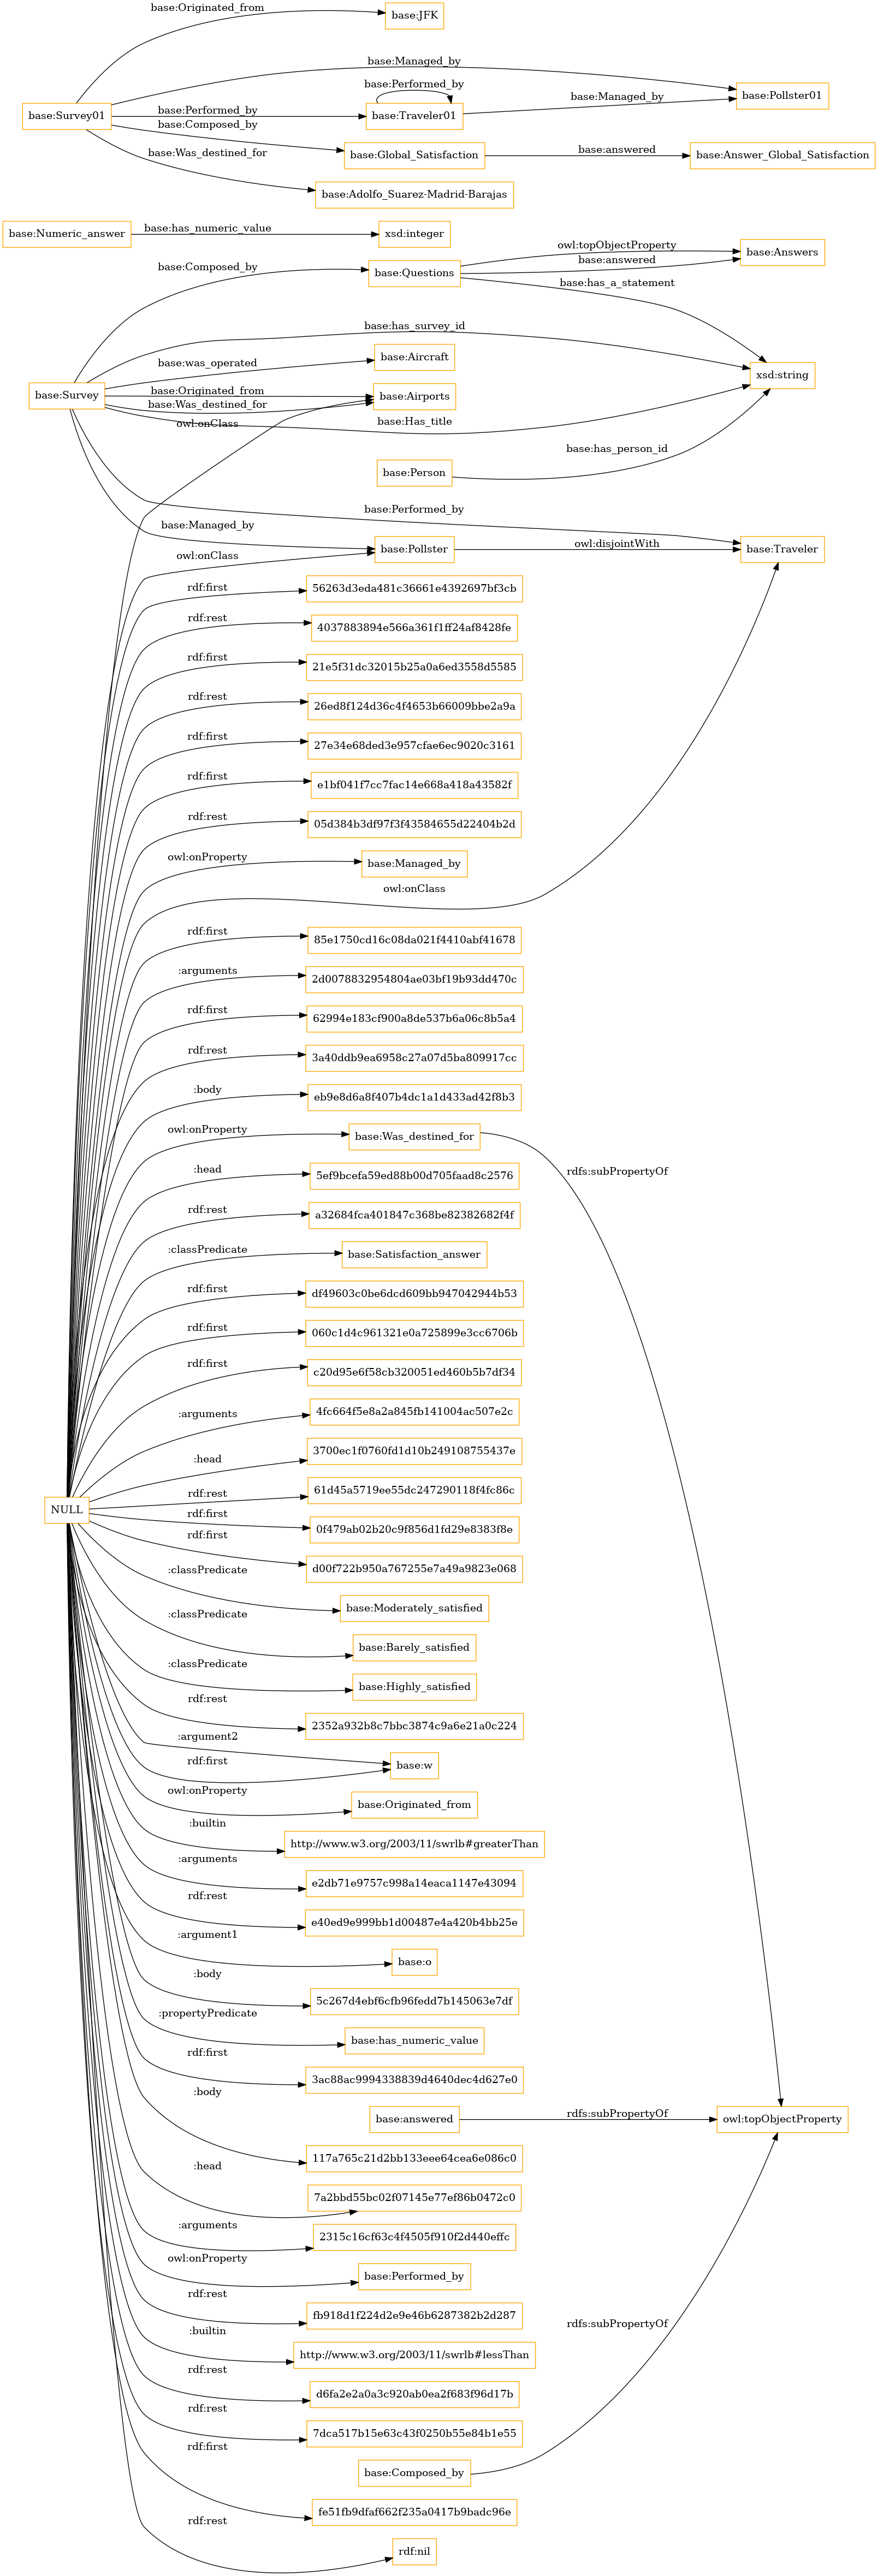 base:Originated_from
base:JFK
base:Managed_by
base:Performed_by
base:Pollster01
base:Managed_by
base:Survey01
base:Performed_by
base:Traveler01
base:Composed_by
base:Global_Satisfaction
base:answered
base:Answer_Global_Satisfaction
base:Was_destined_for
base:Adolfo_Suarez-Madrid-Barajas
base:Numeric_answer
base:has_numeric_value
xsd:integer
owl:topObjectProperty
base:Answers
base:answered
base:Composed_by
base:Questions
base:has_a_statement
base:has_survey_id
base:was_operated
base:Aircraft
xsd:string
base:Survey
base:Originated_from
base:Airports
base:Was_destined_for
owl:onClass
base:Has_title
base:has_person_id
base:Person
base:Performed_by
base:Managed_by
base:Pollster
owl:disjointWith
base:Traveler
owl:onClass
rdf:first
56263d3eda481c36661e4392697bf3cb
rdf:rest
4037883894e566a361f1ff24af8428fe
rdf:first
21e5f31dc32015b25a0a6ed3558d5585
rdf:rest
26ed8f124d36c4f4653b66009bbe2a9a
rdf:first
27e34e68ded3e957cfae6ec9020c3161
rdf:first
e1bf041f7cc7fac14e668a418a43582f
rdf:rest
05d384b3df97f3f43584655d22404b2d
owl:onProperty
base:Managed_by
owl:onClass
rdf:first
85e1750cd16c08da021f4410abf41678
:arguments
2d0078832954804ae03bf19b93dd470c
rdf:first
62994e183cf900a8de537b6a06c8b5a4
rdf:rest
3a40ddb9ea6958c27a07d5ba809917cc
:body
eb9e8d6a8f407b4dc1a1d433ad42f8b3
owl:onProperty
base:Was_destined_for
rdfs:subPropertyOf
:head
5ef9bcefa59ed88b00d705faad8c2576
rdf:rest
a32684fca401847c368be82382682f4f
:classPredicate
base:Satisfaction_answer
rdf:first
df49603c0be6dcd609bb947042944b53
rdf:first
060c1d4c961321e0a725899e3cc6706b
rdf:first
c20d95e6f58cb320051ed460b5b7df34
:arguments
4fc664f5e8a2a845fb141004ac507e2c
:head
3700ec1f0760fd1d10b249108755437e
NULL
rdf:rest
61d45a5719ee55dc247290118f4fc86c
rdf:first
0f479ab02b20c9f856d1fd29e8383f8e
rdf:first
d00f722b950a767255e7a49a9823e068
:classPredicate
base:Moderately_satisfied
:classPredicate
base:Barely_satisfied
:classPredicate
base:Highly_satisfied
rdf:rest
2352a932b8c7bbc3874c9a6e21a0c224
:argument2
base:w
rdf:first
owl:onProperty
base:Originated_from
:builtin
http://www.w3.org/2003/11/swrlb#greaterThan
:arguments
e2db71e9757c998a14eaca1147e43094
rdf:rest
e40ed9e999bb1d00487e4a420b4bb25e
:argument1
base:o
:body
5c267d4ebf6cfb96fedd7b145063e7df
:propertyPredicate
base:has_numeric_value
rdf:first
3ac88ac9994338839d4640dec4d627e0
:body
base:answered
rdfs:subPropertyOf
owl:topObjectProperty
117a765c21d2bb133eee64cea6e086c0
:head
7a2bbd55bc02f07145e77ef86b0472c0
:arguments
2315c16cf63c4f4505f910f2d440effc
owl:onProperty
base:Performed_by
rdf:rest
fb918d1f224d2e9e46b6287382b2d287
rdfs:subPropertyOf
:builtin
http://www.w3.org/2003/11/swrlb#lessThan
rdf:rest
d6fa2e2a0a3c920ab0ea2f683f96d17b
rdf:rest
7dca517b15e63c43f0250b55e84b1e55
rdf:first
base:Composed_by
fe51fb9dfaf662f235a0417b9badc96e
rdf:rest
rdf:nil